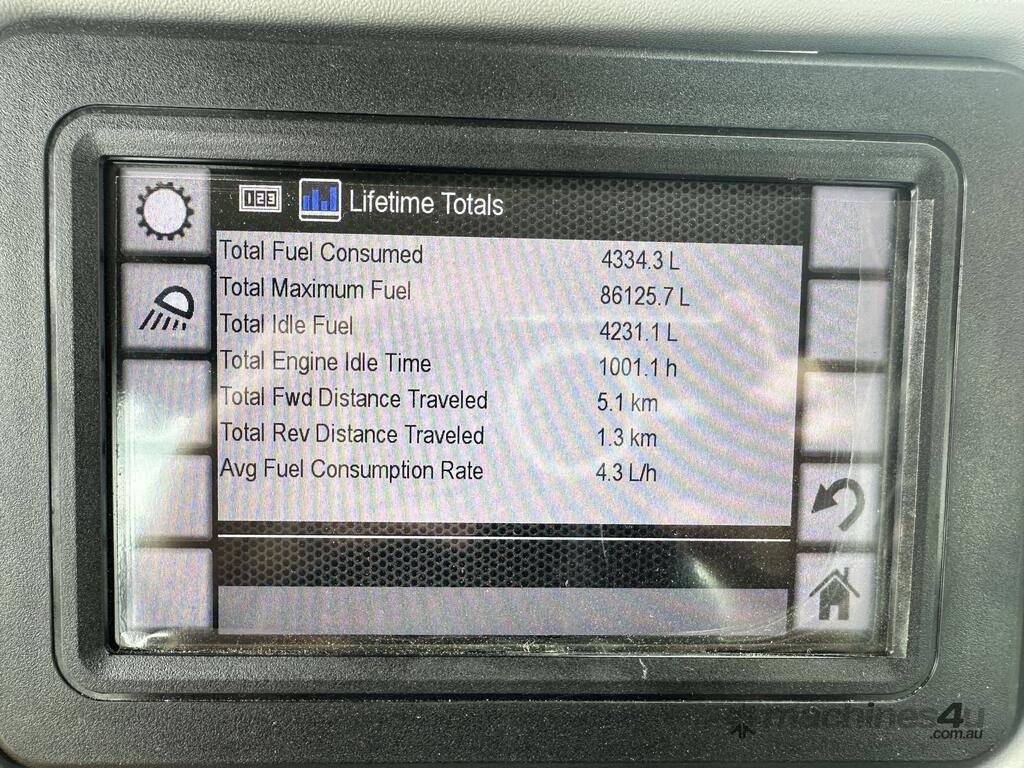 123 Lifetime Totals
Total Fuel Consumed 4334.3 L
Total Maximum Fuel 86125.7 L
Total Idle Fuel 4231.1 L
Total Engine Idle Time 1001.1 h
Total Fwd Distance Traveled 5.1 km
Total Rev Distance Traveled 1.3 km
Avg Fuel Consumption Rate 4.3 L/h
machines4u
.com.au